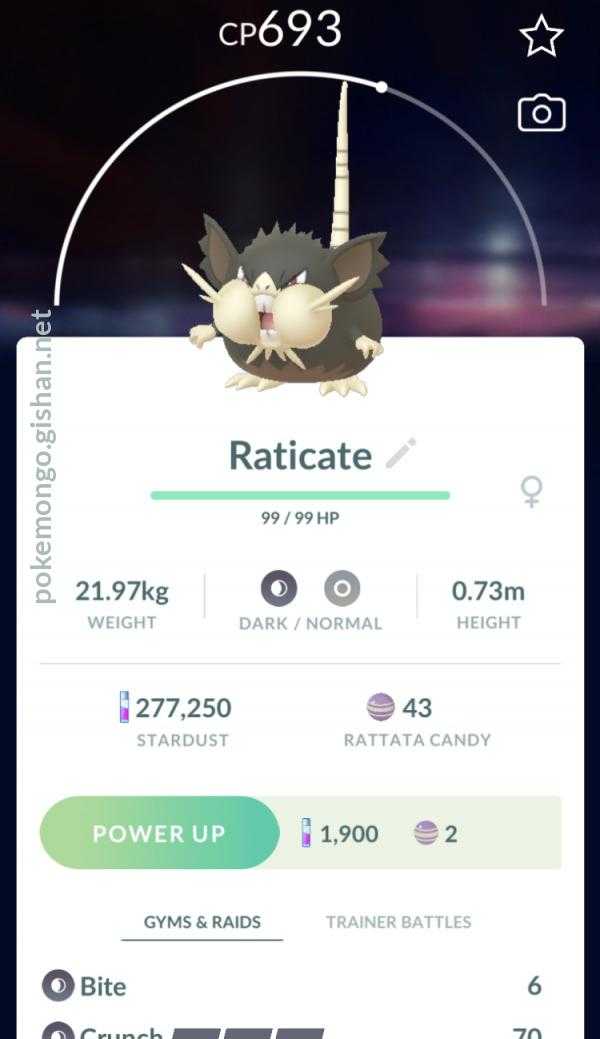 CP693
pokemongo.gishan.net
Raticate
99 / 99 HP
21.97kg
WEIGHT
DARK / NORMAL
0.73m
HEIGHT
277,250
STARDUST
43
RATTATA CANDY
POWER UP
1,900
2
GYMS & RAIDS
TRAINER BATTLES
Bite 6
Crunch 70